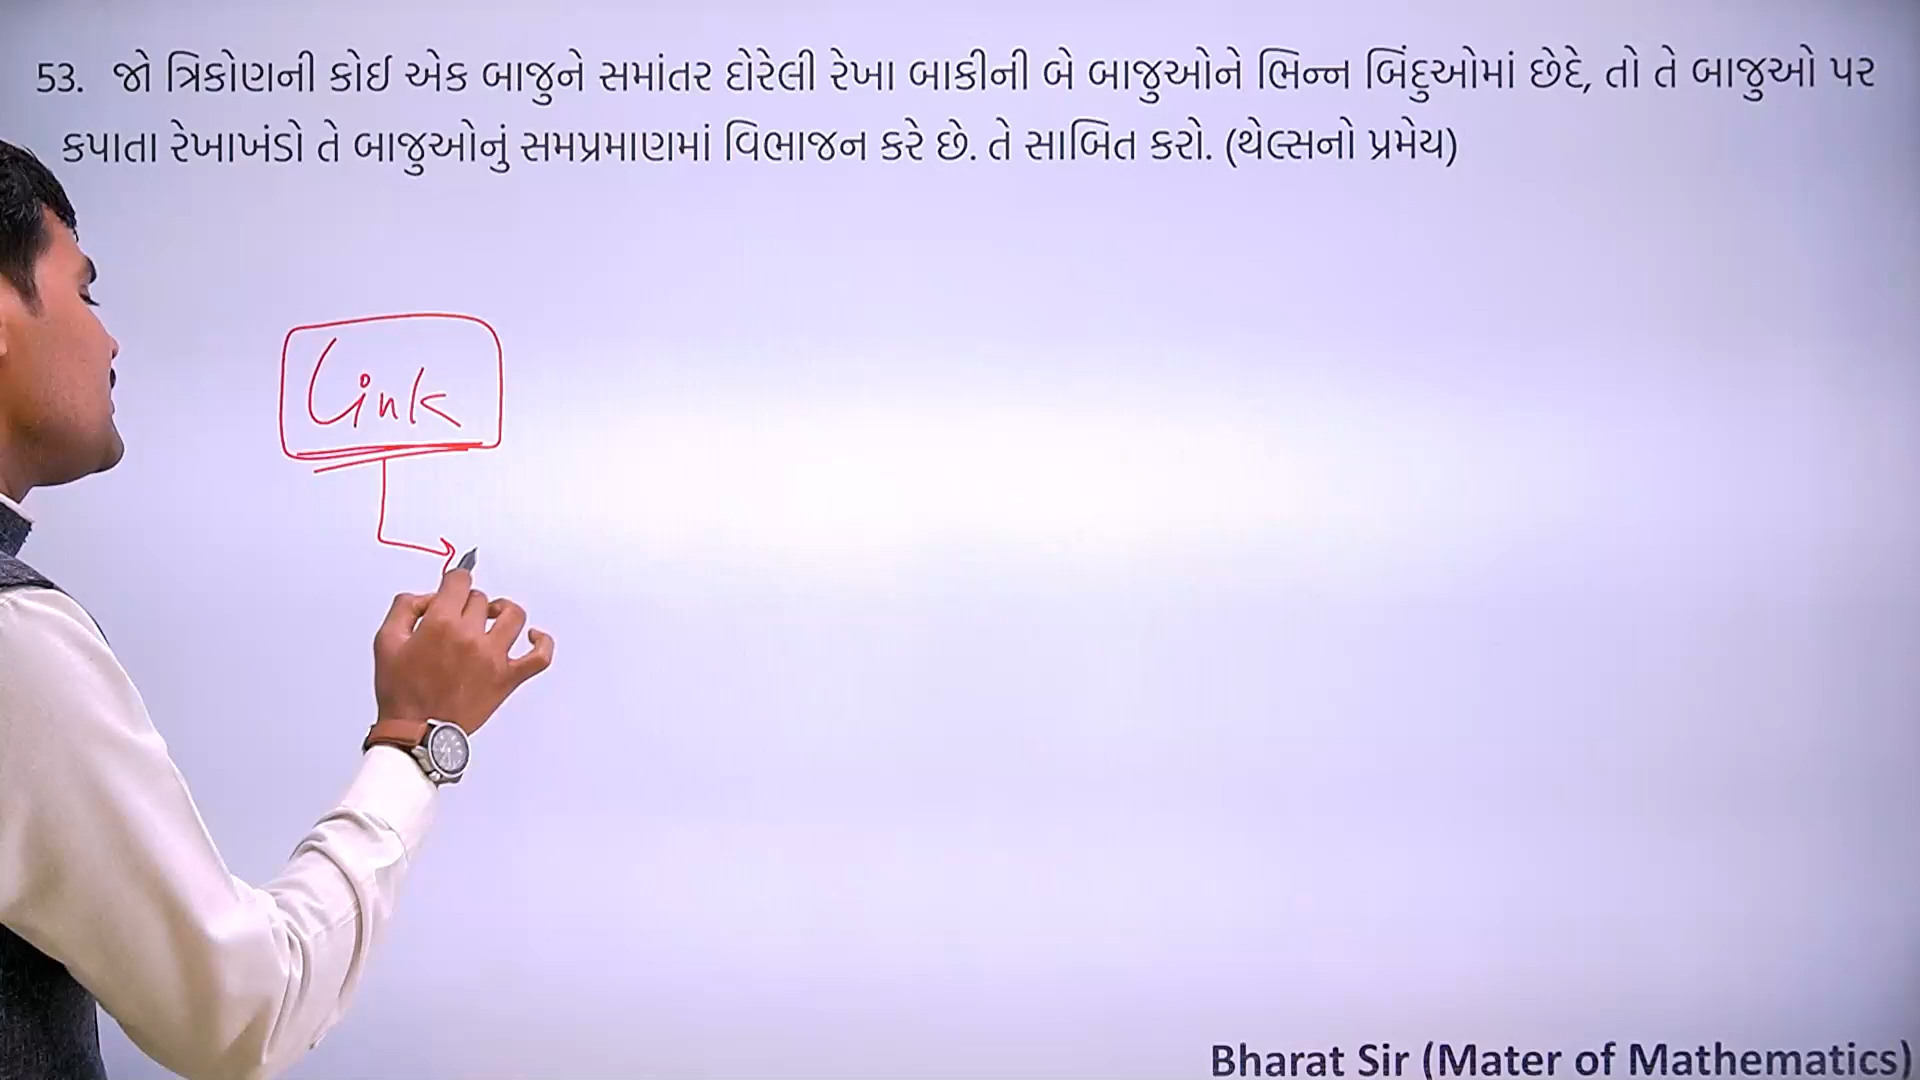 53. જો ત્રિકોણની કોઈ એક બાજુને સમાંતર દોરેલી રેખા બાકીની બે બાજુઓને ભિન્ન બિંદુઓમાં છેદે, તો તે બાજુઓ પર
કપાતા રેખાખંડો તે બાજુઓનું સમપ્રમાણમાં વિભાજન કરે છે. તે સાબિત કરો. (થેલ્સનો પ્રમેય)
Link
Bharat Sir (Mater of Mathematics)